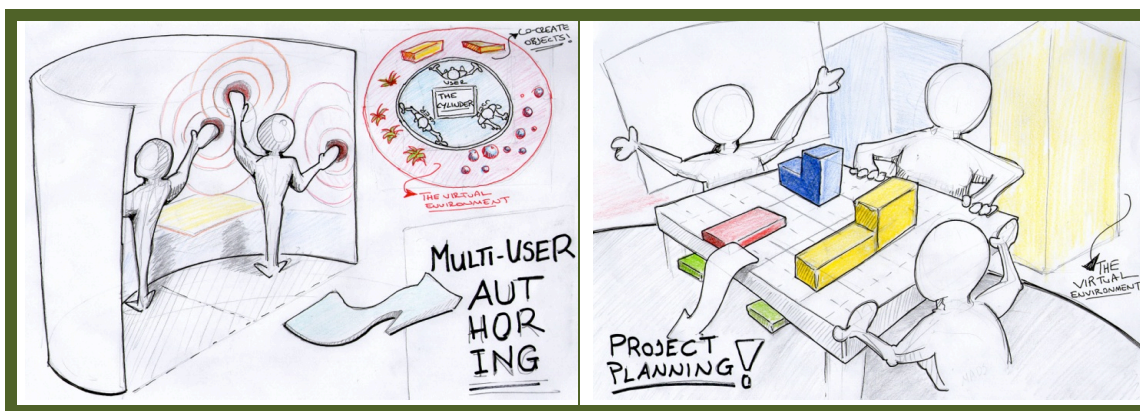 CO-CREATE
OBJECTS!
USER
THE
CYLINDER
THE VIRTUAL
ENVIRONMENT
MULTI-USER
AUT
HOR
ING
THE
VIRTUAL
ENVIRONMENT
PROJECT
PLANNING!